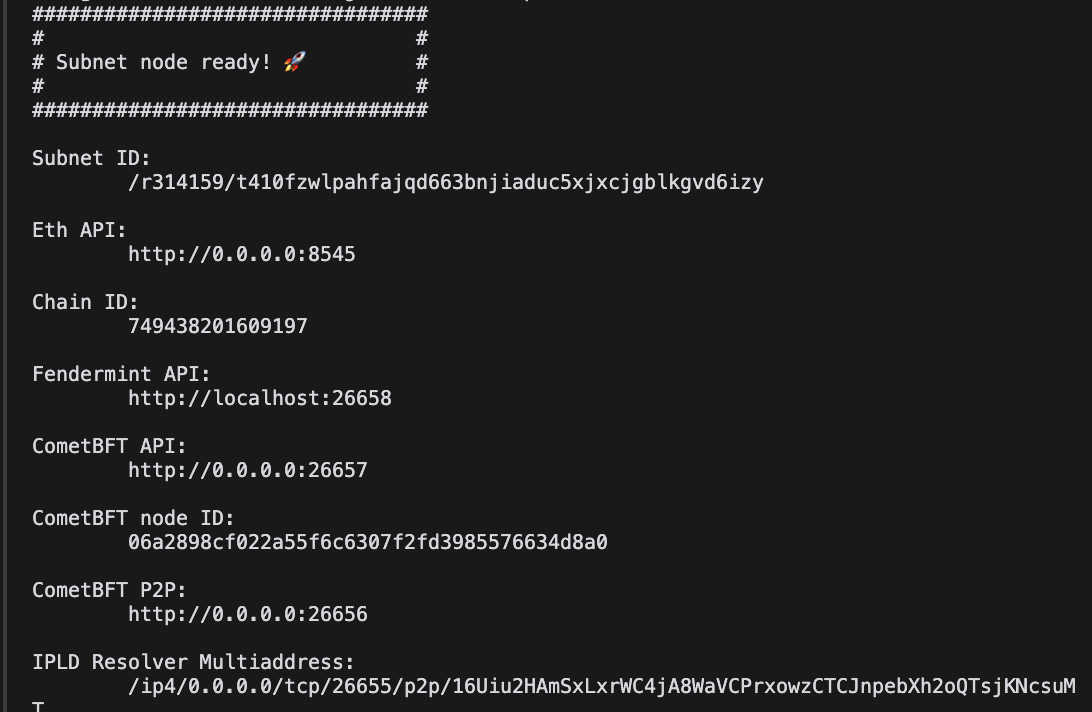 #################################
#                               #
# Subnet node ready! 🚀         #
#                               #
#################################
Subnet ID:
/r314159/t410fzwlpahfajqd663bnjiaduc5xjxcjgblkgvd6izy
Eth API:
http://0.0.0.0:8545
Chain ID:
749438201609197
Fendermint API:
http://localhost:26658
CometBFT API:
http://0.0.0.0:26657
CometBFT node ID:
06a2898cf022a55f6c6307f2fd3985576634d8a0
CometBFT P2P:
http://0.0.0.0:26656
IPLD Resolver Multiaddress:
/ip4/0.0.0.0/tcp/26655/p2p/16Uiu2HAmSxLxrWC4jA8WaVCPrxowzCTCJnpebXh2oQTsjKNcsuM
T